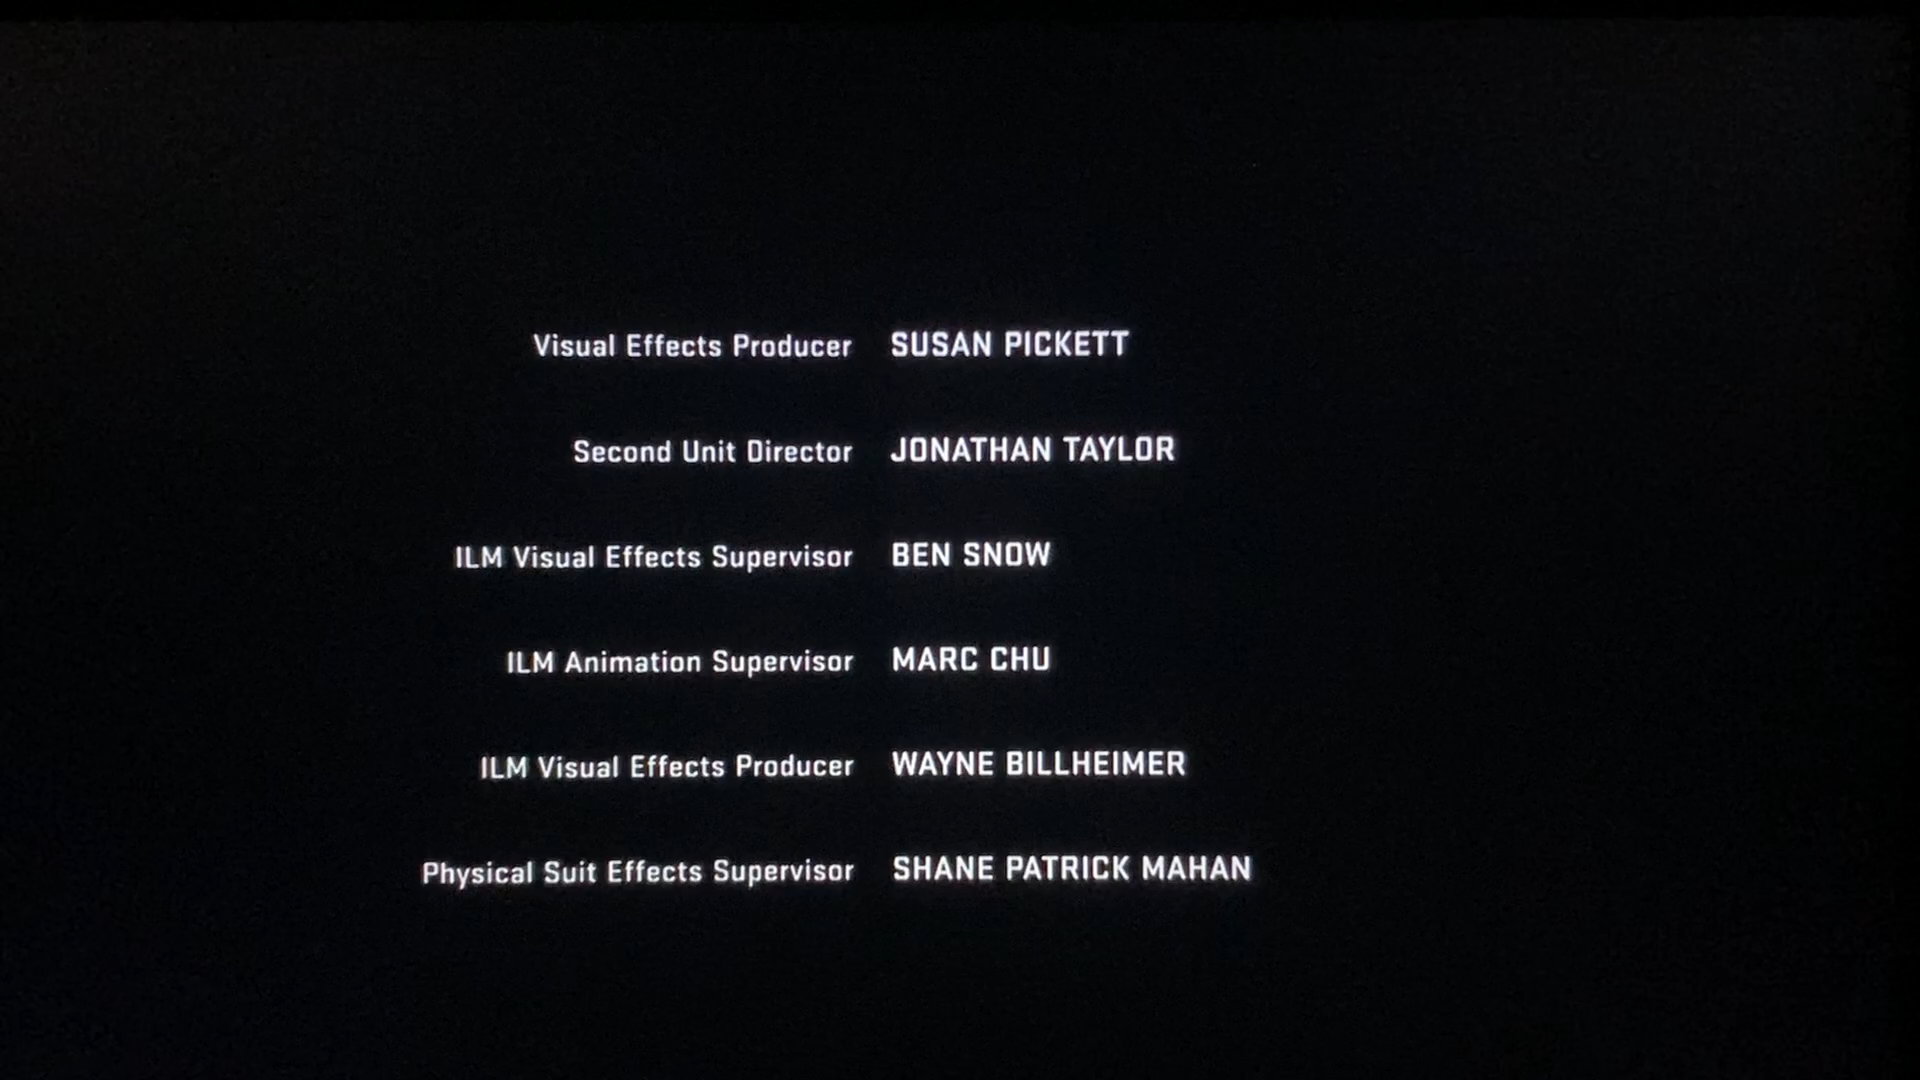 Visual Effects Producer SUSAN PICKETT
Second Unit Director JONATHAN TAYLOR
ILM Visual Effects Supervisor BEN SNOW
ILM Animation Supervisor MARC CHU
ILM Visual Effects Producer WAYNE BILLHEIMER
Physical Suit Effects Supervisor SHANE PATRICK MAHAN